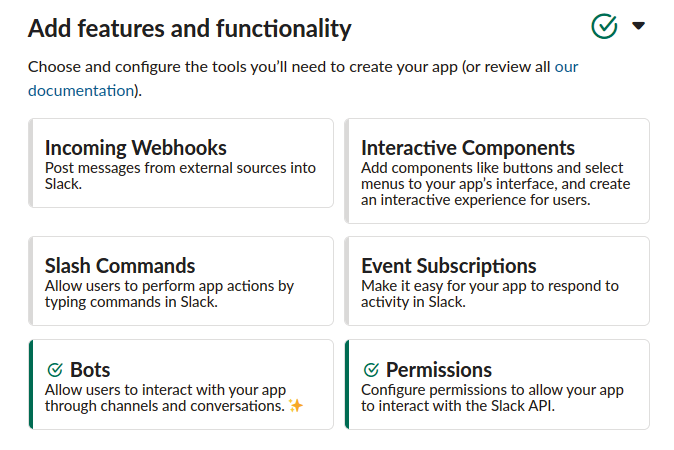 Add features and functionality
Choose and configure the tools you’ll need to create your app (or review all our
documentation).
Incoming Webhooks
Post messages from external sources into
Slack.
Interactive Components
Add components like buttons and select
menus to your app’s interface, and create
an interactive experience for users.
Slash Commands
Allow users to perform app actions by
typing commands in Slack.
Event Subscriptions
Make it easy for your app to respond to
activity in Slack.
Bots
Allow users to interact with your app
through channels and conversations. ✨
Permissions
Configure permissions to allow your app
to interact with the Slack API.